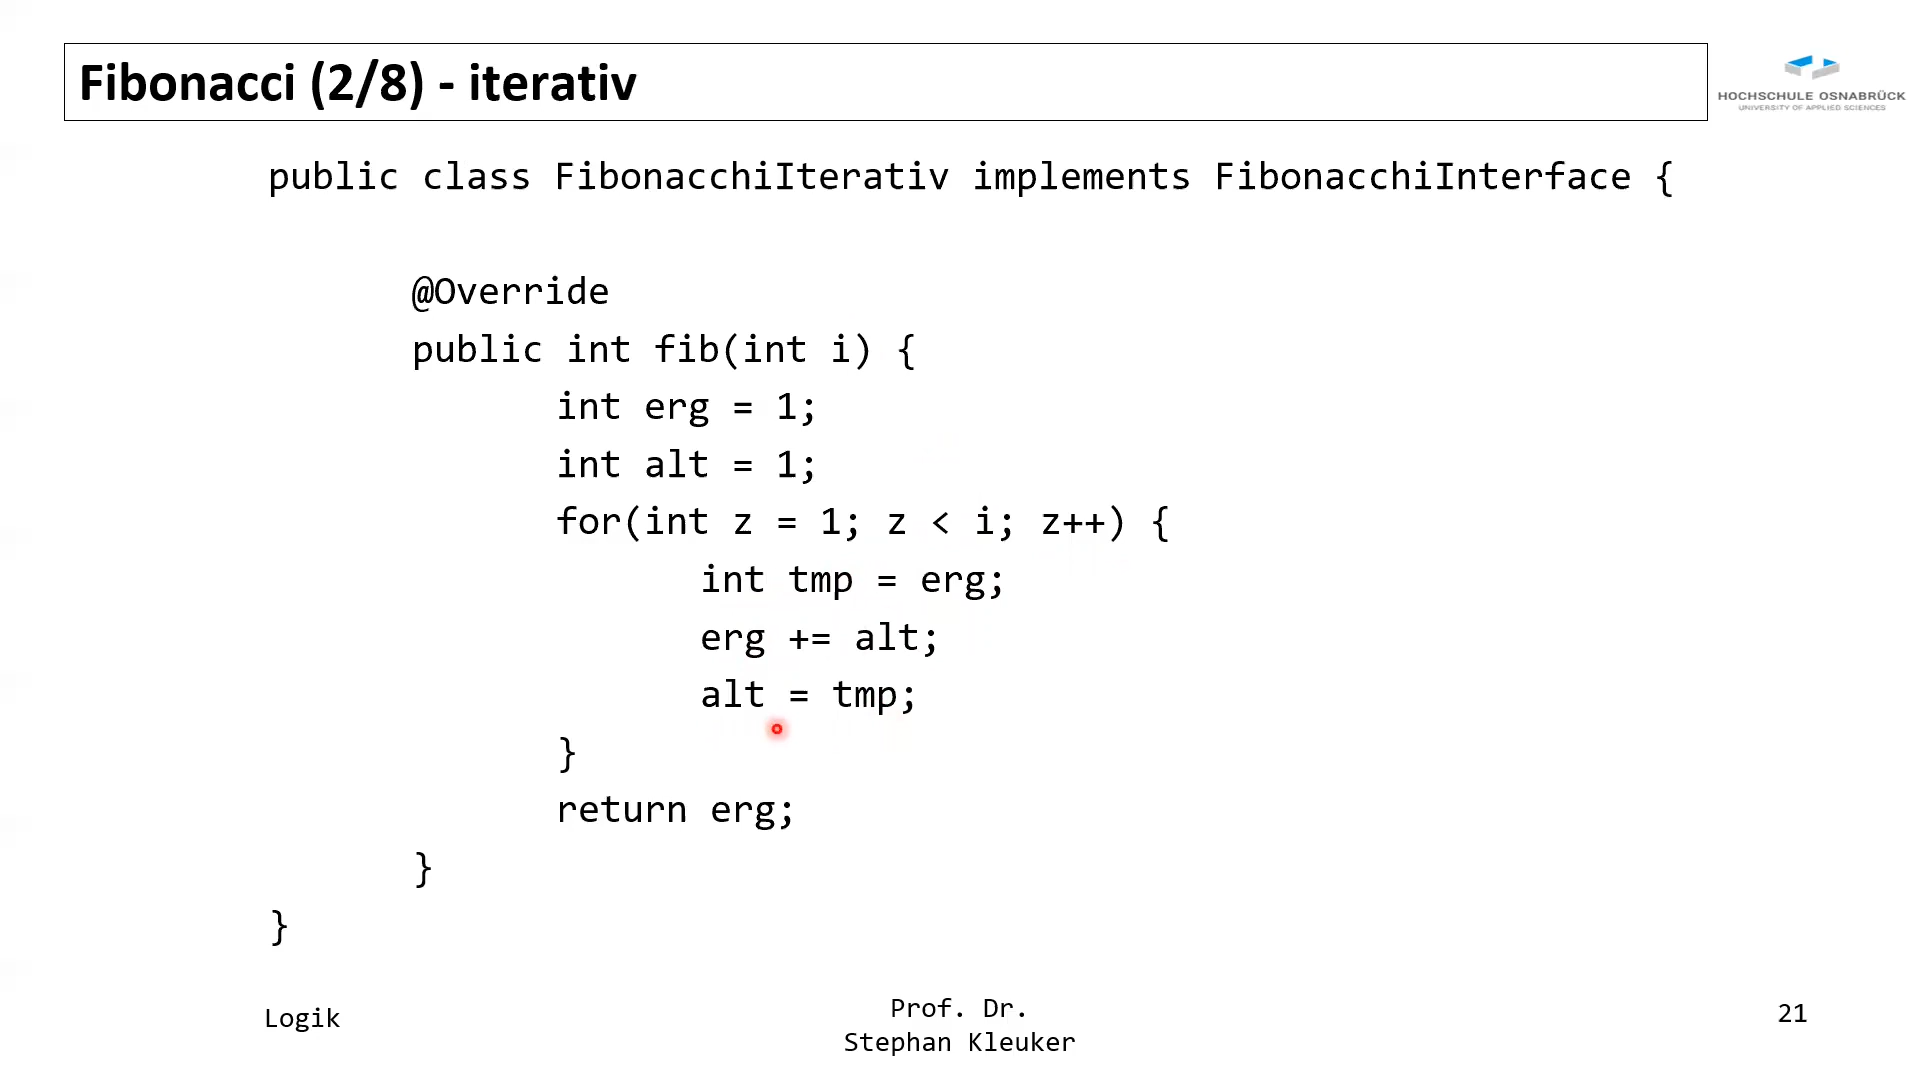 Fibonacci (2/8) - iterativ
HOCHSCHULE OSNABRÜCK
UNIVERSITY OF APPLIED SCIENCES
public class FibonacchiIterativ implements FibonacchiInterface {
@Override
public int fib(int i) {
int erg = 1;
int alt = 1;
for(int z = 1; z < i; z++) {
int tmp = erg;
erg += alt;
alt = tmp;
}
return erg;
}
}
Logik
Prof. Dr.
Stephan Kleuker
21